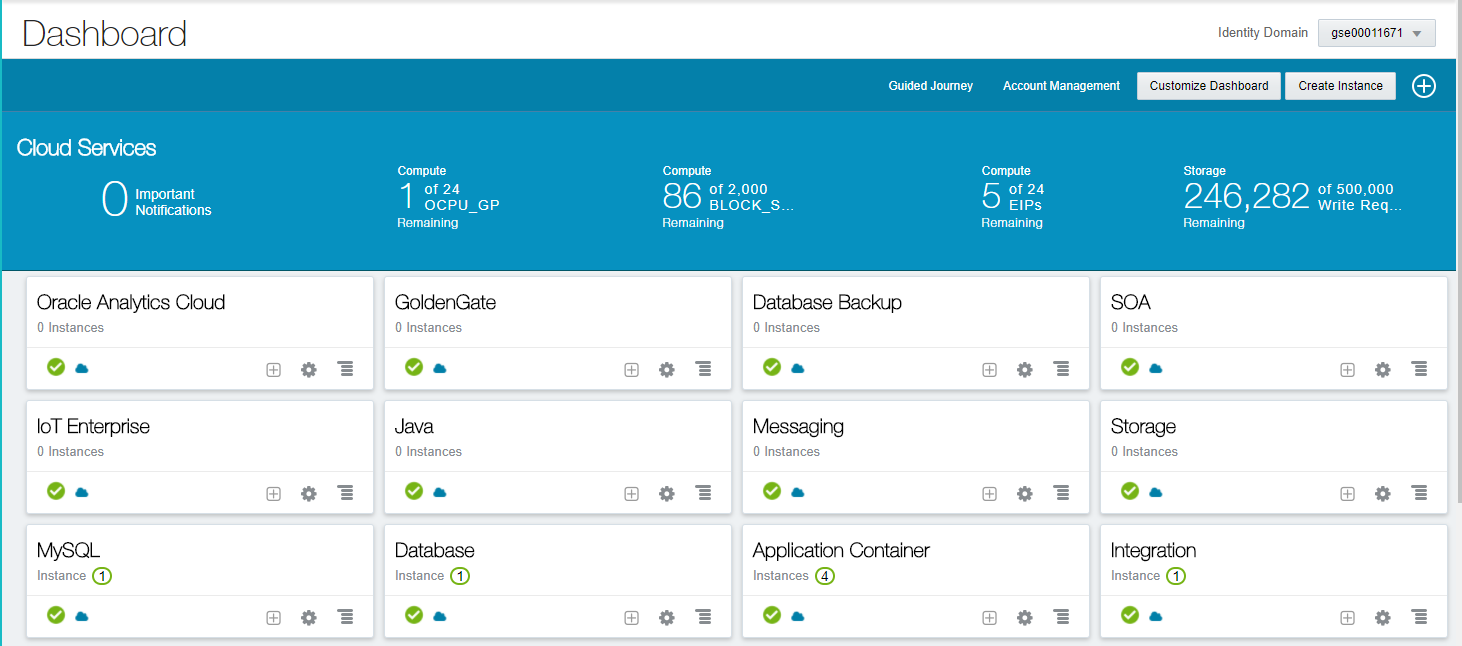 Dashboard
Identity Domain gse00011671
Guided Journey Account Management Customize Dashboard Create Instance
Cloud Services
0 Important Notifications
Compute
1 of 24 OCPU_GP
Remaining
Compute
86 of 2,000 BLOCK_S...
Remaining
Compute
5 of 24 EIPs
Remaining
Storage
246,282 of 500,000 Write Req...
Remaining
Oracle Analytics Cloud
0 Instances
GoldenGate
0 Instances
Database Backup
0 Instances
SOA
0 Instances
IoT Enterprise
0 Instances
Java
0 Instances
Messaging
0 Instances
Storage
0 Instances
MySQL
Instance 1
Database
Instance 1
Application Container
Instances 4
Integration
Instance 1